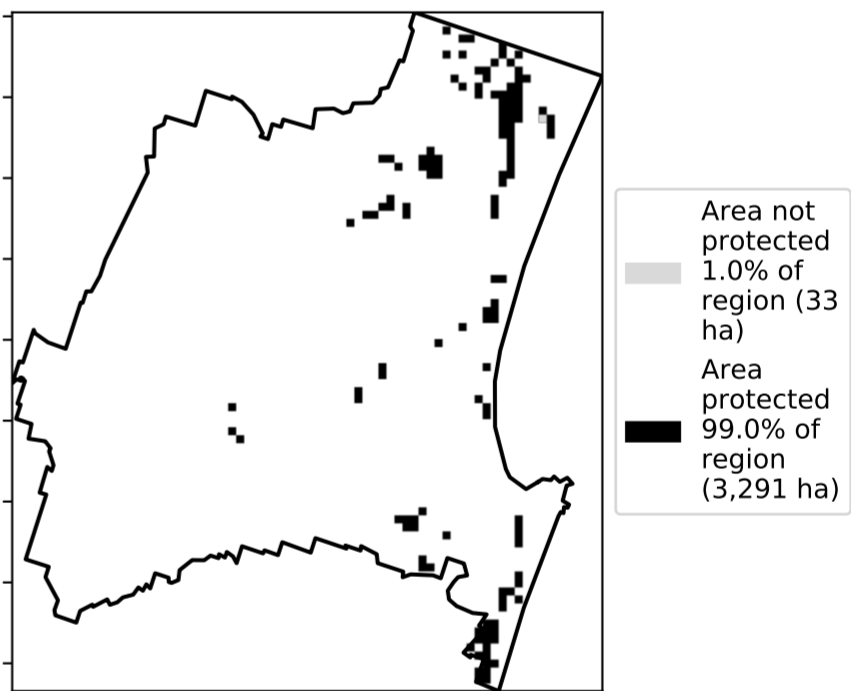 Area not
protected
1.0% of
region (33
ha)
Area
protected
99.0% of
region
(3,291 ha)